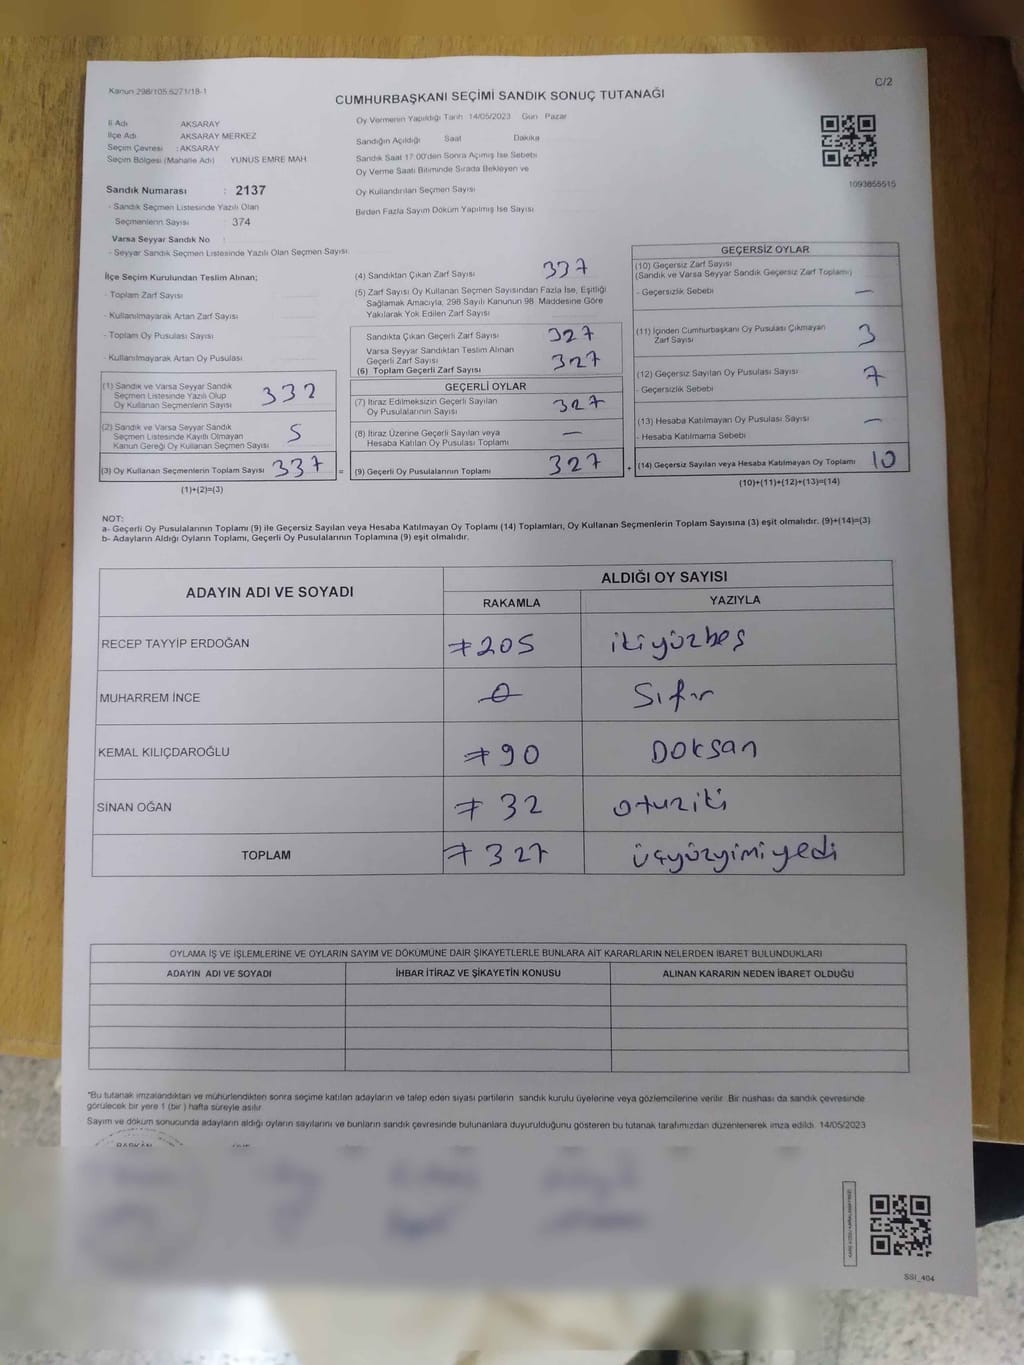 Kanun 298/105 6271/18-1
C/2
CUMHURBAŞKANI SEÇİMİ SANDIK SONUÇ TUTANAĞI
İl Adı AKSARAY
İlçe Adı AKSARAY MERKEZ
Seçim Çevresi : AKSARAY
Seçim Bölgesi (Mahalle Adı) YUNUS EMRE MAH.
Sandık Numarası : 2137
- Sandık Seçmen Listesinde Yazılı Olan
Seçmenlerin Sayısı : 374
Varsa Seyyar Sandık No :
- Seyyar Sandık Seçmen Listesinde Yazılı Olan Seçmen Sayısı
Oy Vermenin Yapıldığı Tarih 14/05/2023 Gün Pazar
Sandığın Açıldığı Saat Dakika
Sandık Saat 17:00'den Sonra Açımış İse Sebebi
Oy Verme Saati Bitiminde Sırada Bekleyen ve
Oy Kullandırılan Seçmen Sayısı
Birden Fazla Sayım Döküm Yapılmış İse Sayısı
1093855515
İlçe Seçim Kurulundan Teslim Alınan;
- Toplam Zarf Sayısı
- Kullanılmayarak Artan Zarf Sayısı
- Toplam Oy Pusulası Sayısı
- Kullanılmayarak Artan Oy Pusulası
(1) Sandık ve Varsa Seyyar Sandık
Seçmen Listesinde Yazılı Olup
Oy Kullanan Seçmenlerin Sayısı 332
(2) Sandık ve Varsa Seyyar Sandık
Seçmen Listesinde Kayıtlı Olmayan
Kanun Gereği Oy Kullanan Seçmen Sayısı 5
(3) Oy Kullanan Seçmenlerin Toplam Sayısı 337
(1)+(2)=(3)
(4) Sandıktan Çıkan Zarf Sayısı 337
(5) Zarf Sayısı Oy Kullanan Seçmen Sayısından Fazla İse, Eşitliği
Sağlamak Amacıyla, 298 Sayılı Kanunun 98. Maddesine Göre
Yakılarak Yok Edilen Zarf Sayısı
Sandıkta Çıkan Geçerli Zarf Sayısı 327
Varsa Seyyar Sandıktan Teslim Alınan
Geçerli Zarf Sayısı
(6) Toplam Geçerli Zarf Sayısı 327
GEÇERLİ OYLAR
(7) İtiraz Edilmeksizin Geçerli Sayılan
Oy Pusulalarının Sayısı 327
(8) İtiraz Üzerine Geçerli Sayılan veya
Hesaba Katılan Oy Pusulası Toplamı —
= (9) Geçerli Oy Pusulalarının Toplamı 327
GEÇERSİZ OYLAR
(10) Geçersiz Zarf Sayısı
(Sandık ve Varsa Seyyar Sandık Geçersiz Zarf Toplamı)
- Geçersizlik Sebebi —
(11) İçinden Cumhurbaşkanı Oy Pusulası Çıkmayan
Zarf Sayısı 3
(12) Geçersiz Sayılan Oy Pusulası Sayısı 7
- Geçersizlik Sebebi
(13) Hesaba Katılmayan Oy Pusulası Sayısı —
- Hesaba Katılmama Sebebi
+ (14) Geçersiz Sayılan veya Hesaba Katılmayan Oy Toplamı 10
(10)+(11)+(12)+(13)=(14)
NOT:
a- Geçerli Oy Pusulalarının Toplamı (9) ile Geçersiz Sayılan veya Hesaba Katılmayan Oy Toplamı (14) Toplamları, Oy Kullanan Seçmenlerin Toplam Sayısına (3) eşit olmalıdır. (9)+(14)=(3)
b- Adayların Aldığı Oyların Toplamı, Geçerli Oy Pusulalarının Toplamına (9) eşit olmalıdır.
ADAYIN ADI VE SOYADI ALDIĞI OY SAYISI
RAKAMLA YAZIYLA
RECEP TAYYİP ERDOĞAN ≠205 ikiyüzbeş
MUHARREM İNCE 0 Sıfır
KEMAL KILIÇDAROĞLU ≠90 Doksan
SİNAN OĞAN ≠32 otuziki
TOPLAM ≠327 üçyüzyimiyedi
OYLAMA İŞ VE İŞLEMLERİNE VE OYLARIN SAYIM VE DÖKÜMÜNE DAİR ŞİKAYETLERLE BUNLARA AİT KARARLARIN NELERDEN İBARET BULUNDUKLARI
ADAYIN ADI VE SOYADI İHBAR İTİRAZ VE ŞİKAYETİN KONUSU ALINAN KARARIN NEDEN İBARET OLDUĞU
*Bu tutanak imzalandıktan ve mühürlendikten sonra seçime katılan adayların ve talep eden siyasi partilerin sandık kurulu üyelerine veya gözlemcilerine verilir. Bir nüshası da sandık çevresinde
görülecek bir yere 1 (bir) hafta süreyle asılır.
Sayım ve döküm sonucunda adayların aldığı oyların sayılarını ve bunların sandık çevresinde bulunanlara duyurulduğunu gösteren bu tutanak tarafımızdan düzenlenerek imza edildi. 14/05/2023
SSI_404